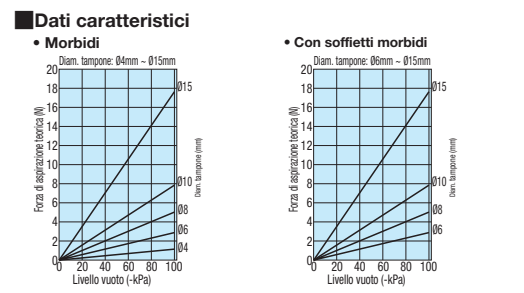 Dati caratteristici
• Morbidi
Diam. tampone: Ø4mm ~ Ø15mm
Forza di aspirazione teorica (N)
20
18
16
14
12
10
8
6
4
2
0
0 20 40 60 80 100
Livello vuoto (-kPa)
Ø15
Ø10
Ø8
Ø6
Ø4
Diam. tampone (mm)
• Con soffietti morbidi
Diam. tampone: Ø6mm ~ Ø15mm
Forza di aspirazione teorica (N)
20
18
16
14
12
10
8
6
4
2
0
0 20 40 60 80 100
Livello vuoto (-kPa)
Ø15
Ø10
Ø8
Ø6
Diam. tampone (mm)